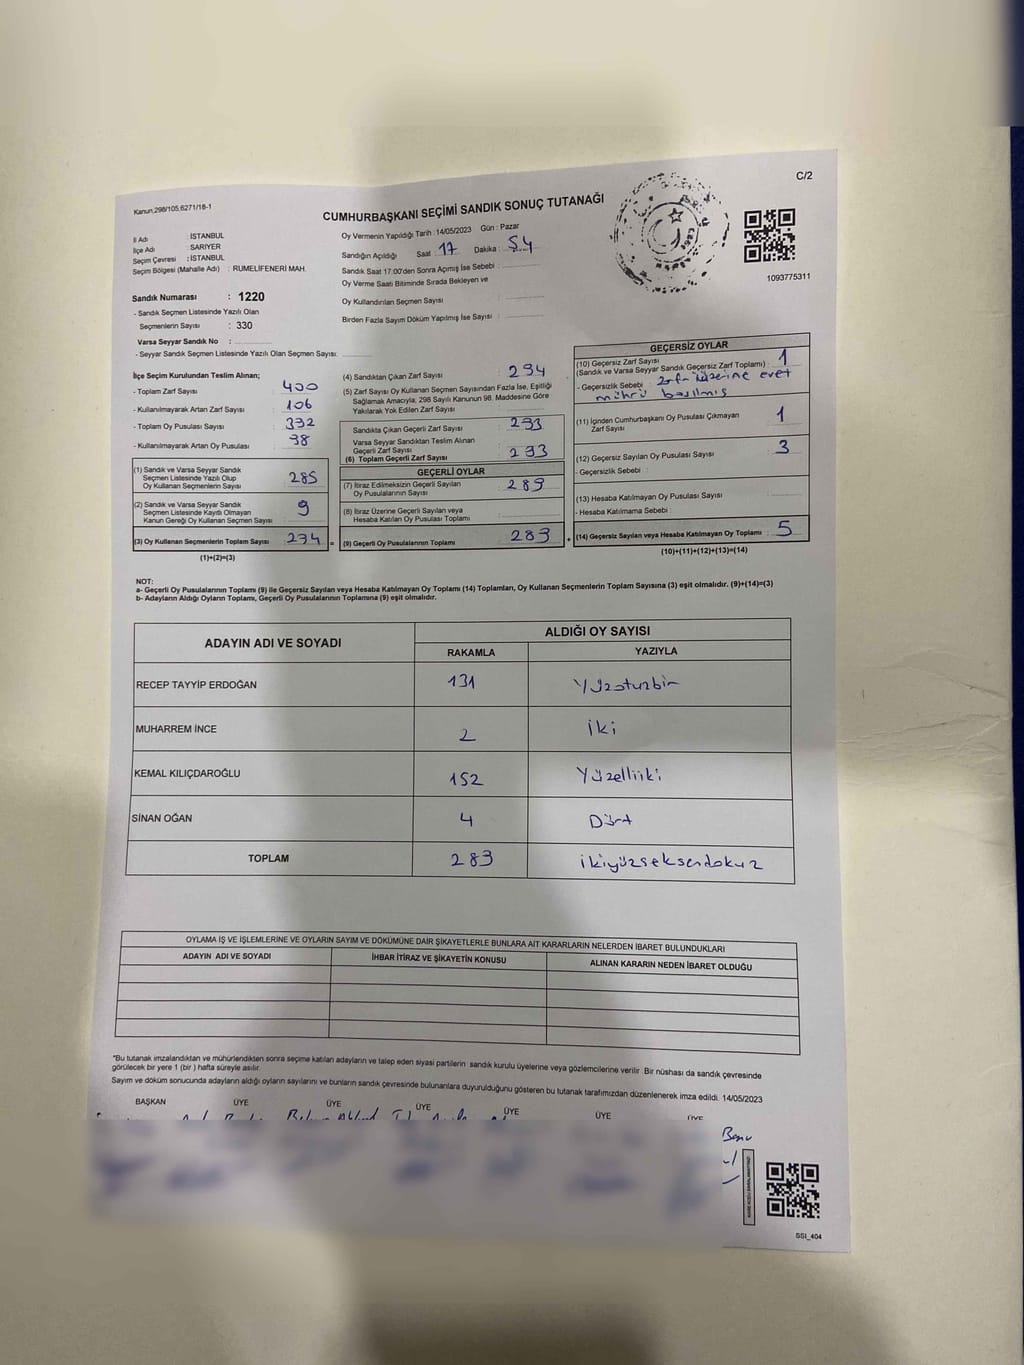 C/2
Kanun,298/105,6271/18-1
CUMHURBAŞKANI SEÇİMİ SANDIK SONUÇ TUTANAĞI
1093775311
İl Adı : İSTANBUL
İlçe Adı : SARIYER
Seçim Çevresi : İSTANBUL
Seçim Bölgesi (Mahalle Adı) : RUMELİFENERİ MAH.
Sandık Numarası : 1220
- Sandık Seçmen Listesinde Yazılı Olan
Seçmenlerin Sayısı : 330
Varsa Seyyar Sandık No :
- Seyyar Sandık Seçmen Listesinde Yazılı Olan Seçmen Sayısı:
Oy Vermenin Yapıldığı Tarih : 14/05/2023 Gün : Pazar
Sandığın Açıldığı Saat 17 Dakika : 54
Sandık Saat 17:00'den Sonra Açımış İse Sebebi :
Oy Verme Saati Bitiminde Sırada Bekleyen ve
Oy Kullandırılan Seçmen Sayısı
Birden Fazla Sayım Döküm Yapılmış İse Sayısı :
İlçe Seçim Kurulundan Teslim Alınan;
- Toplam Zarf Sayısı : 400
- Kullanılmayarak Artan Zarf Sayısı : 106
- Toplam Oy Pusulası Sayısı : 332
- Kullanılmayarak Artan Oy Pusulası : 38
(1) Sandık ve Varsa Seyyar Sandık
Seçmen Listesinde Yazılı Olup
Oy Kullanan Seçmenlerin Sayısı : 285
(2) Sandık ve Varsa Seyyar Sandık
Seçmen Listesinde Kayıtlı Olmayan
Kanun Gereği Oy Kullanan Seçmen Sayısı : 9
(3) Oy Kullanan Seçmenlerin Toplam Sayısı : 294 =
(1)+(2)=(3)
(4) Sandıktan Çıkan Zarf Sayısı : 294
(5) Zarf Sayısı Oy Kullanan Seçmen Sayısından Fazla İse, Eşitliği
Sağlamak Amacıyla; 298 Sayılı Kanunun 98. Maddesine Göre
Yakılarak Yok Edilen Zarf Sayısı :
Sandıkta Çıkan Geçerli Zarf Sayısı : 293
Varsa Seyyar Sandıktan Teslim Alınan
Geçerli Zarf Sayısı :
(6) Toplam Geçerli Zarf Sayısı : 293
GEÇERLİ OYLAR
(7) İtiraz Edilmeksizin Geçerli Sayılan
Oy Pusulalarının Sayısı : 289
(8) İtiraz Üzerine Geçerli Sayılan veya
Hesaba Katılan Oy Pusulası Toplamı
(9) Geçerli Oy Pusulalarının Toplamı : 289 +
GEÇERSİZ OYLAR
(10) Geçersiz Zarf Sayısı
(Sandık ve Varsa Seyyar Sandık Geçersiz Zarf Toplamı) : 1
- Geçersizlik Sebebi : zarfın üzerine evet
mührü basılmış
(11) İçinden Cumhurbaşkanı Oy Pusulası Çıkmayan
Zarf Sayısı : 1
(12) Geçersiz Sayılan Oy Pusulası Sayısı : 3
- Geçersizlik Sebebi :
(13) Hesaba Katılmayan Oy Pusulası Sayısı
- Hesaba Katılmama Sebebi :
(14) Geçersiz Sayılan veya Hesaba Katılmayan Oy Toplamı : 5
(10)+(11)+(12)+(13)=(14)
NOT:
a- Geçerli Oy Pusulalarının Toplamı (9) ile Geçersiz Sayılan veya Hesaba Katılmayan Oy Toplamı (14) Toplamları, Oy Kullanan Seçmenlerin Toplam Sayısına (3) eşit olmalıdır. (9)+(14)=(3)
b- Adayların Aldığı Oyların Toplamı, Geçerli Oy Pusulalarının Toplamına (9) eşit olmalıdır.
ADAYIN ADI VE SOYADI
ALDIĞI OY SAYISI
RAKAMLA YAZIYLA
RECEP TAYYİP ERDOĞAN 131 Yüzotuzbir
MUHARREM İNCE 2 iki
KEMAL KILIÇDAROĞLU 152 Yüzelliiki
SİNAN OĞAN 4 Dört
TOPLAM 289 ikiyüzseksendokuz
OYLAMA İŞ VE İŞLEMLERİNE VE OYLARIN SAYIM VE DÖKÜMÜNE DAİR ŞİKAYETLERLE BUNLARA AİT KARARLARIN NELERDEN İBARET BULUNDUKLARI
ADAYIN ADI VE SOYADI İHBAR İTİRAZ VE ŞİKAYETİN KONUSU ALINAN KARARIN NEDEN İBARET OLDUĞU
*Bu tutanak imzalandıktan ve mühürlendikten sonra seçime katılan adayların ve talep eden siyasi partilerin sandık kurulu üyelerine veya gözlemcilerine verilir. Bir nüshası da sandık çevresinde
görülecek bir yere 1 (bir) hafta süreyle asılır.
Sayım ve döküm sonucunda adayların aldığı oyların sayılarını ve bunların sandık çevresinde bulunanlara duyurulduğunu gösteren bu tutanak tarafımızdan düzenlenerek imza edildi. 14/05/2023
BAŞKAN ÜYE ÜYE ÜYE ÜYE ÜYE ÜYE
SSI_404